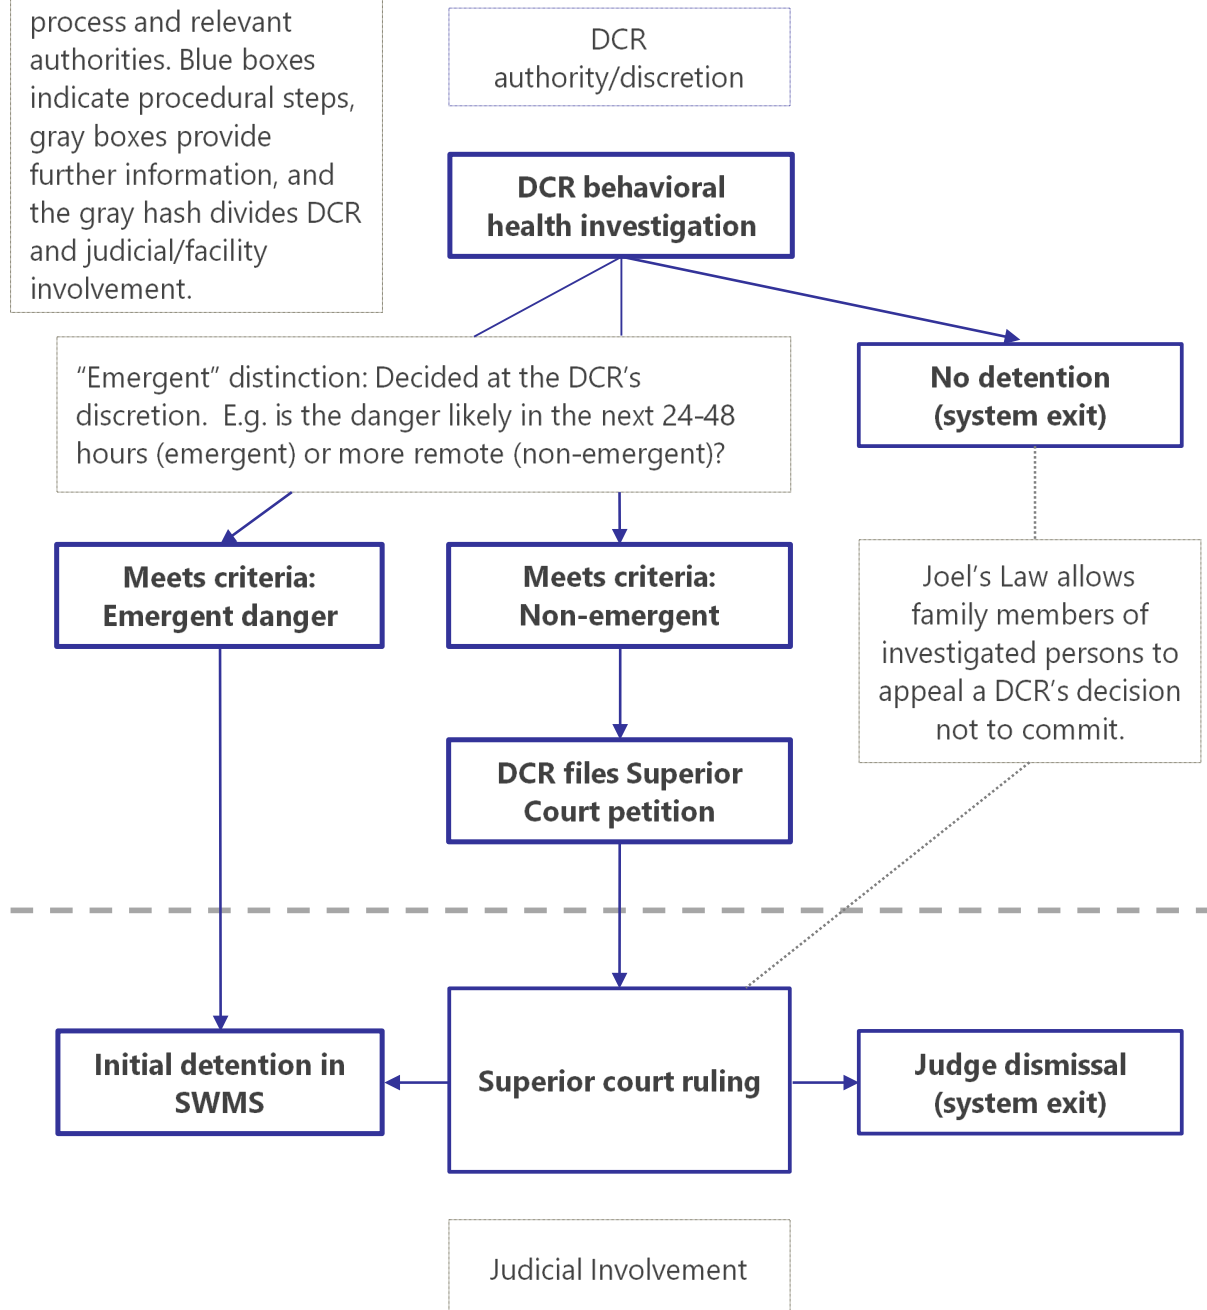 process and relevant
authorities. Blue boxes
indicate procedural steps,
gray boxes provide
further information, and
the gray hash divides DCR
and judicial/facility
involvement.
DCR
authority/discretion
DCR behavioral
health investigation
“Emergent” distinction: Decided at the DCR’s
discretion.  E.g. is the danger likely in the next 24-48
hours (emergent) or more remote (non-emergent)?
No detention
(system exit)
Meets criteria:
Emergent danger
Meets criteria:
Non-emergent
Joel’s Law allows
family members of
investigated persons to
appeal a DCR’s decision
not to commit.
DCR files Superior
Court petition
Initial detention in
SWMS
Superior court ruling
Judge dismissal
(system exit)
Judicial Involvement